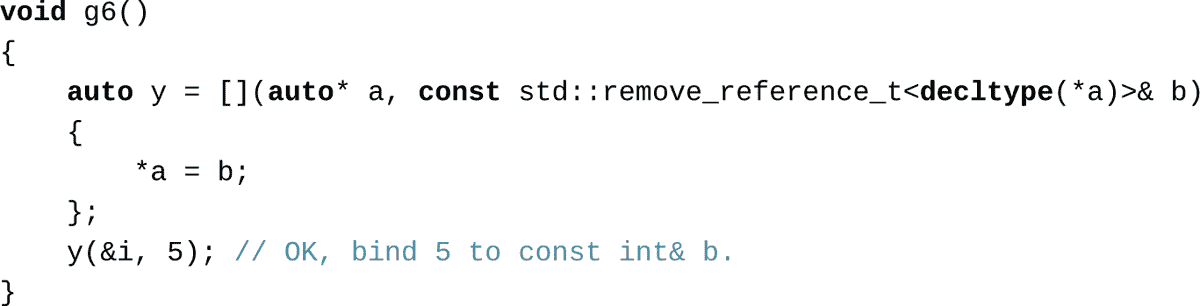 void g6()
{
    auto y = [](auto* a, const std::remove_reference_t<decltype(*a)>& b)
    {
        *a = b;
    };
    y(&i, 5); // OK, bind 5 to const int& b.
}